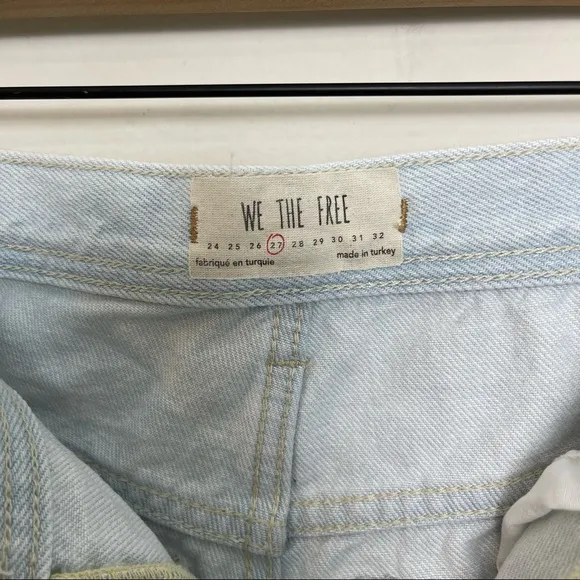 WE THE FREE
24 25 26 27 28 29 30 31 32
fabriqué en turquie made in turkey